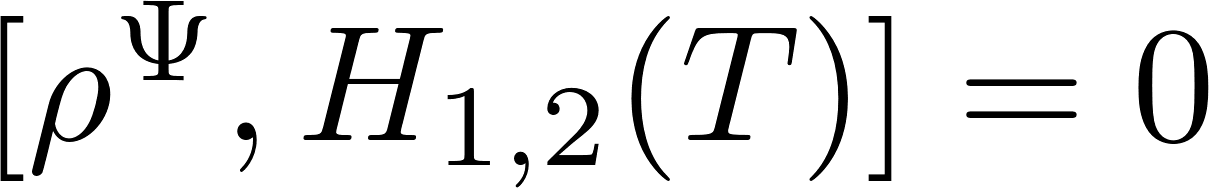 [ρ^Ψ, H_{1,2}(T)] = 0